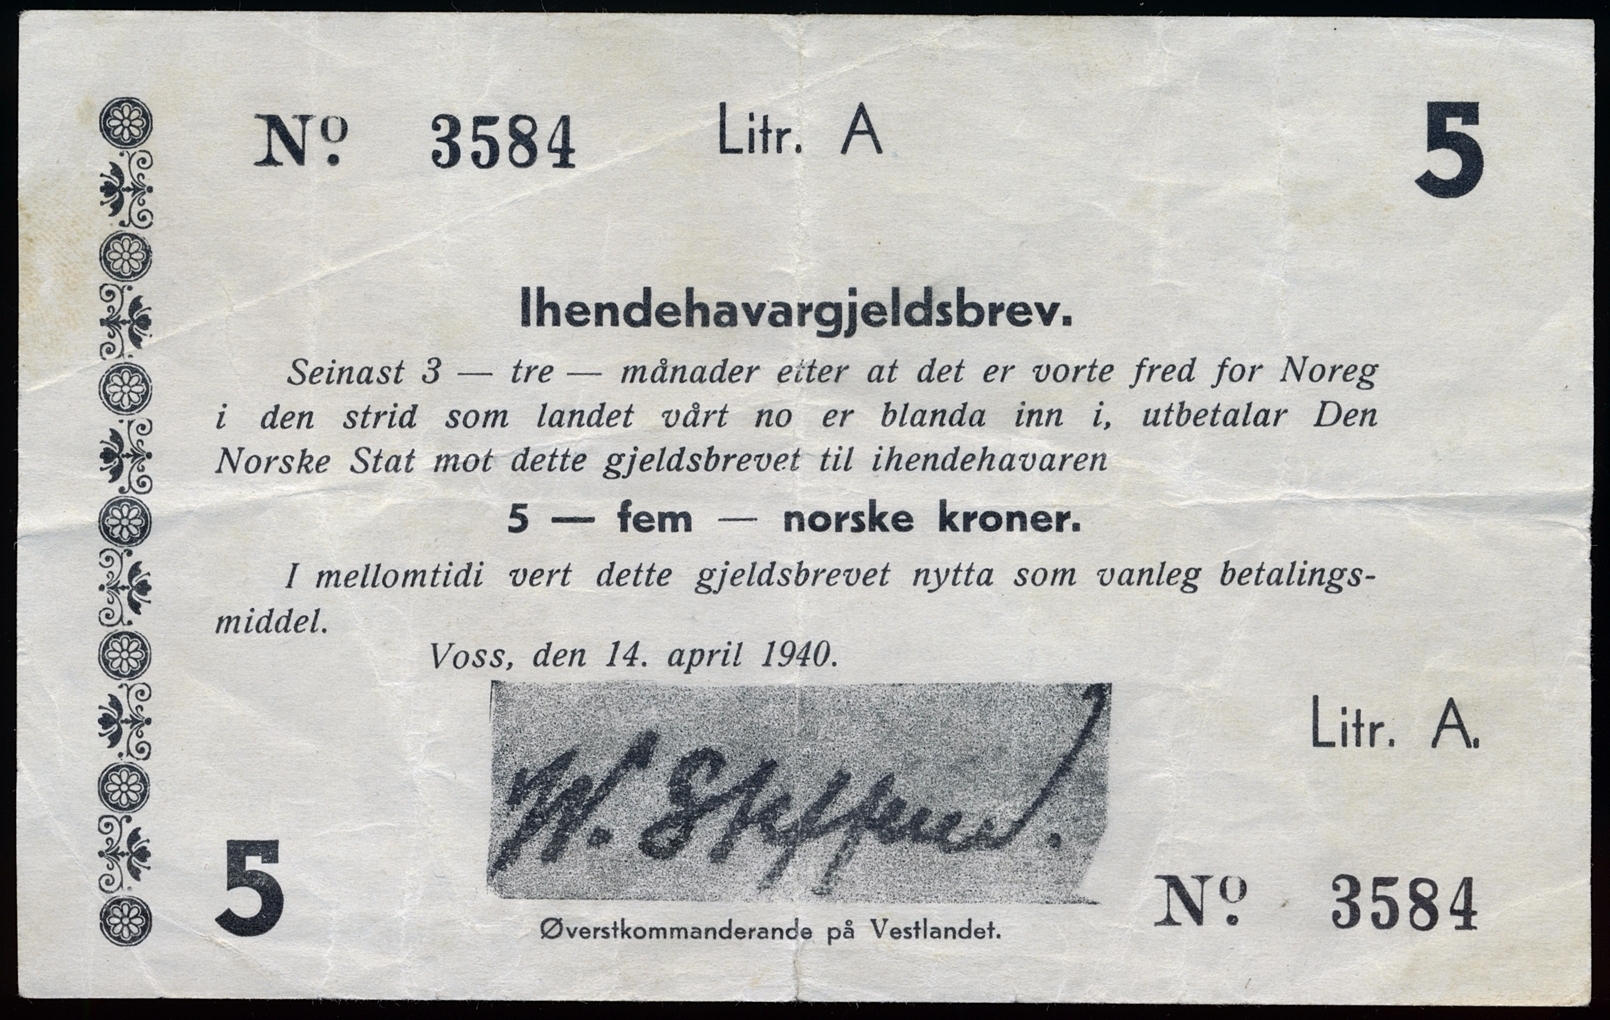 Nº. 3584 Litr. A 5
Ihendehavargjeldsbrev.
Seinast 3 — tre — månader etter at det er vorte fred for Noreg
i den strid som landet vårt no er blanda inn i, utbetalar Den
Norske Stat mot dette gjeldsbrevet til ihendehavaren
5 — fem — norske kroner.
I mellomtidi vert dette gjeldsbrevet nytta som vanleg betalings-
middel.
Voss, den 14. april 1940.
Litr. A.
W. Steffens.
5
Øverstkommanderande på Vestlandet.
Nº. 3584